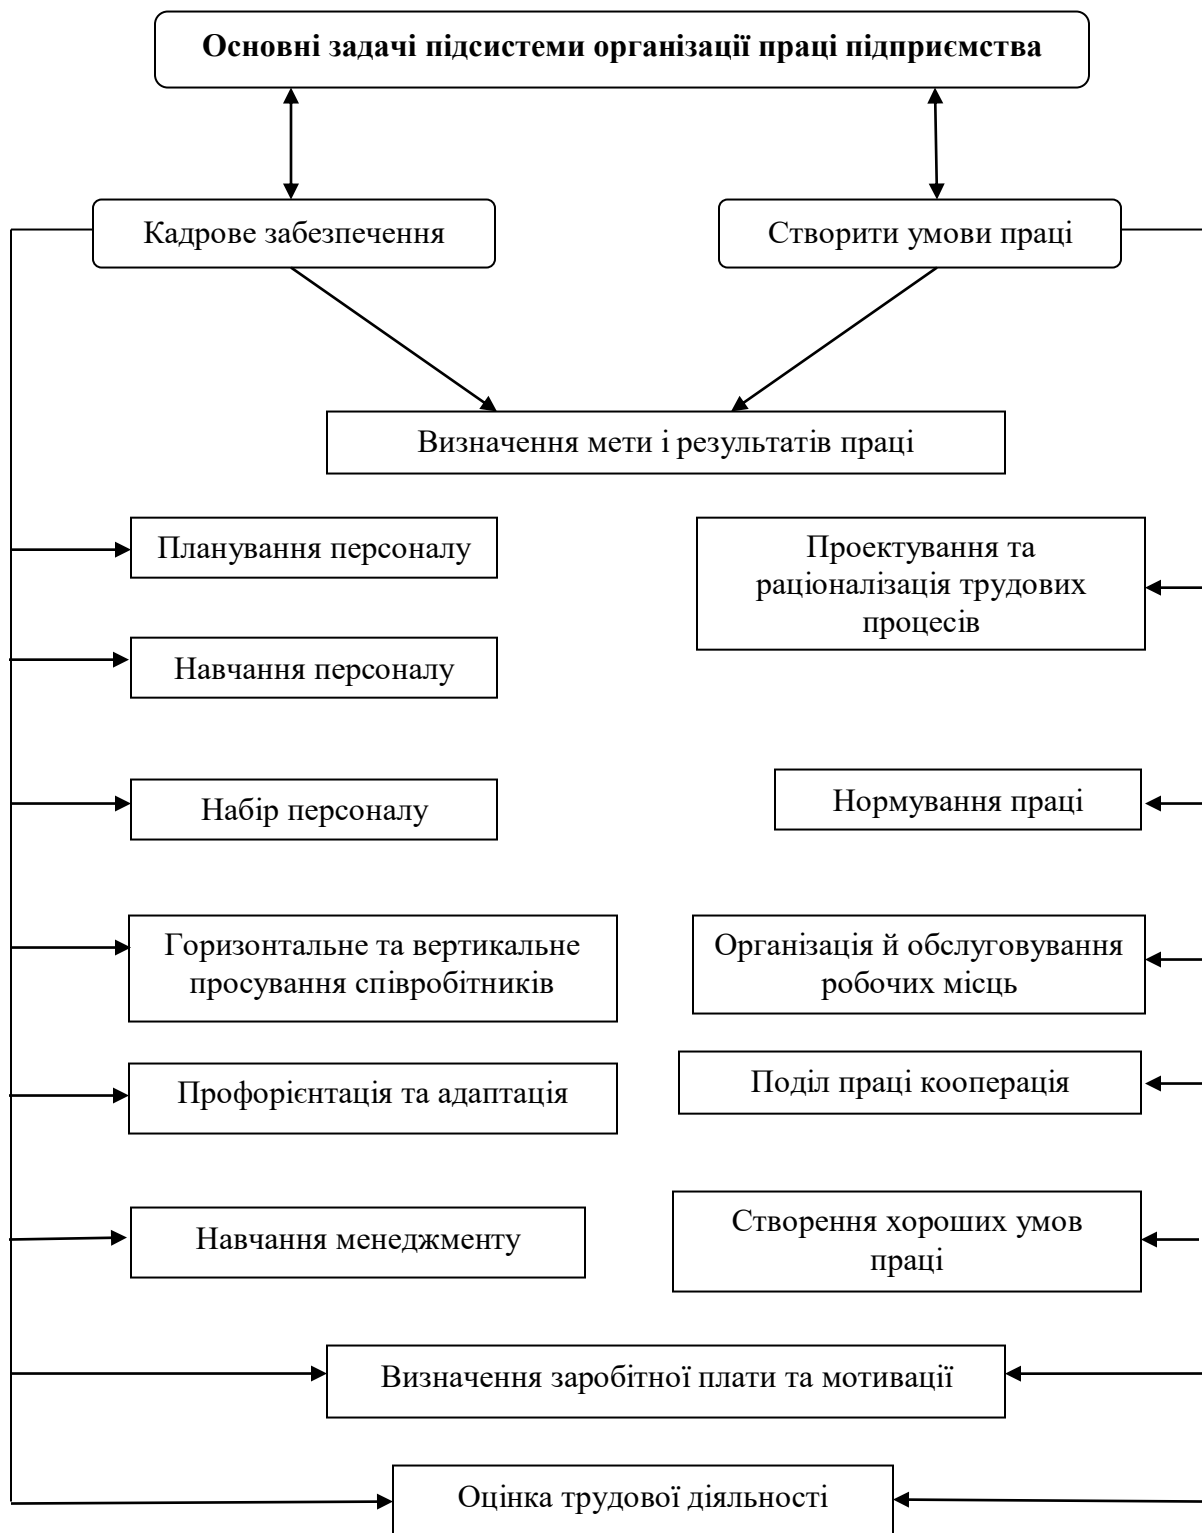 Основні задачі підсистеми організації праці підприємства
Кадрове забезпечення
Створити умови праці
Визначення мети і результатів праці
Планування персоналу
Проектування та
раціоналізація трудових
процесів
Навчання персоналу
Набір персоналу
Нормування праці
Горизонтальне та вертикальне
просування співробітників
Організація й обслуговування
робочих місць
Профорієнтація та адаптація
Поділ праці кооперація
Навчання менеджменту
Створення хороших умов
праці
Визначення заробітної плати та мотивації
Оцінка трудової діяльності